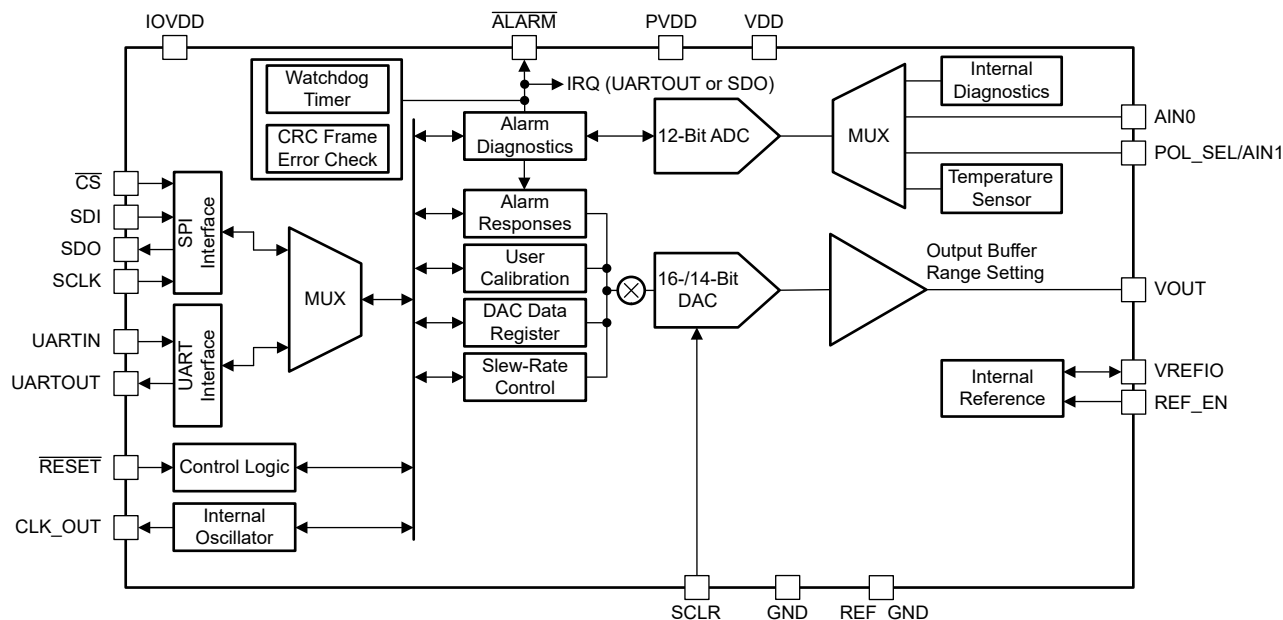 IOVDD
ALARM
PVDD
VDD
Watchdog
Timer
IRQ (UARTOUT or SDO)
CRC Frame
Error Check
Alarm
Diagnostics
12-Bit ADC
MUX
Internal
Diagnostics
AIN0
POL_SEL/AIN1
Temperature
Sensor
CS
SDI
SDO
SCLK
SPI
Interface
UARTIN
UARTOUT
UART
Interface
MUX
Alarm
Responses
User
Calibration
DAC Data
Register
Slew-Rate
Control
16-/14-Bit
DAC
Output Buffer
Range Setting
VOUT
Internal
Reference
VREFIO
REF_EN
RESET
Control Logic
CLK_OUT
Internal
Oscillator
SCLR
GND
REF GND